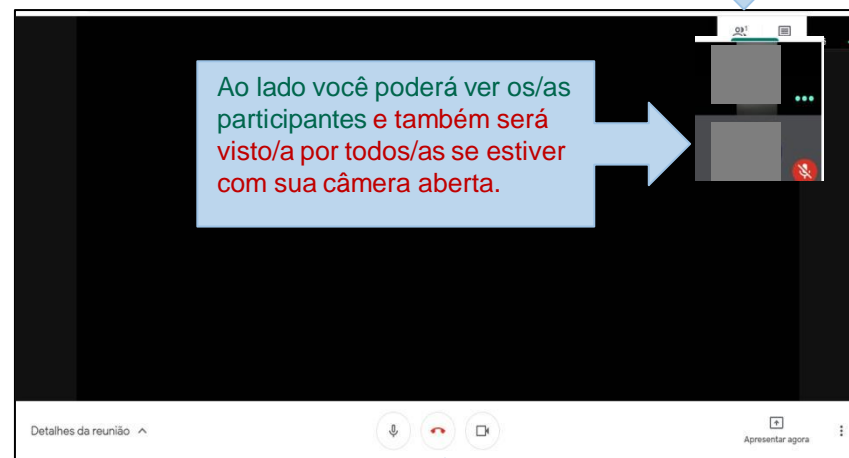 Ao lado você poderá ver os/as
participantes e também será
visto/a por todos/as se estiver
com sua câmera aberta.
Detalhes da reunião
Apresentar agora